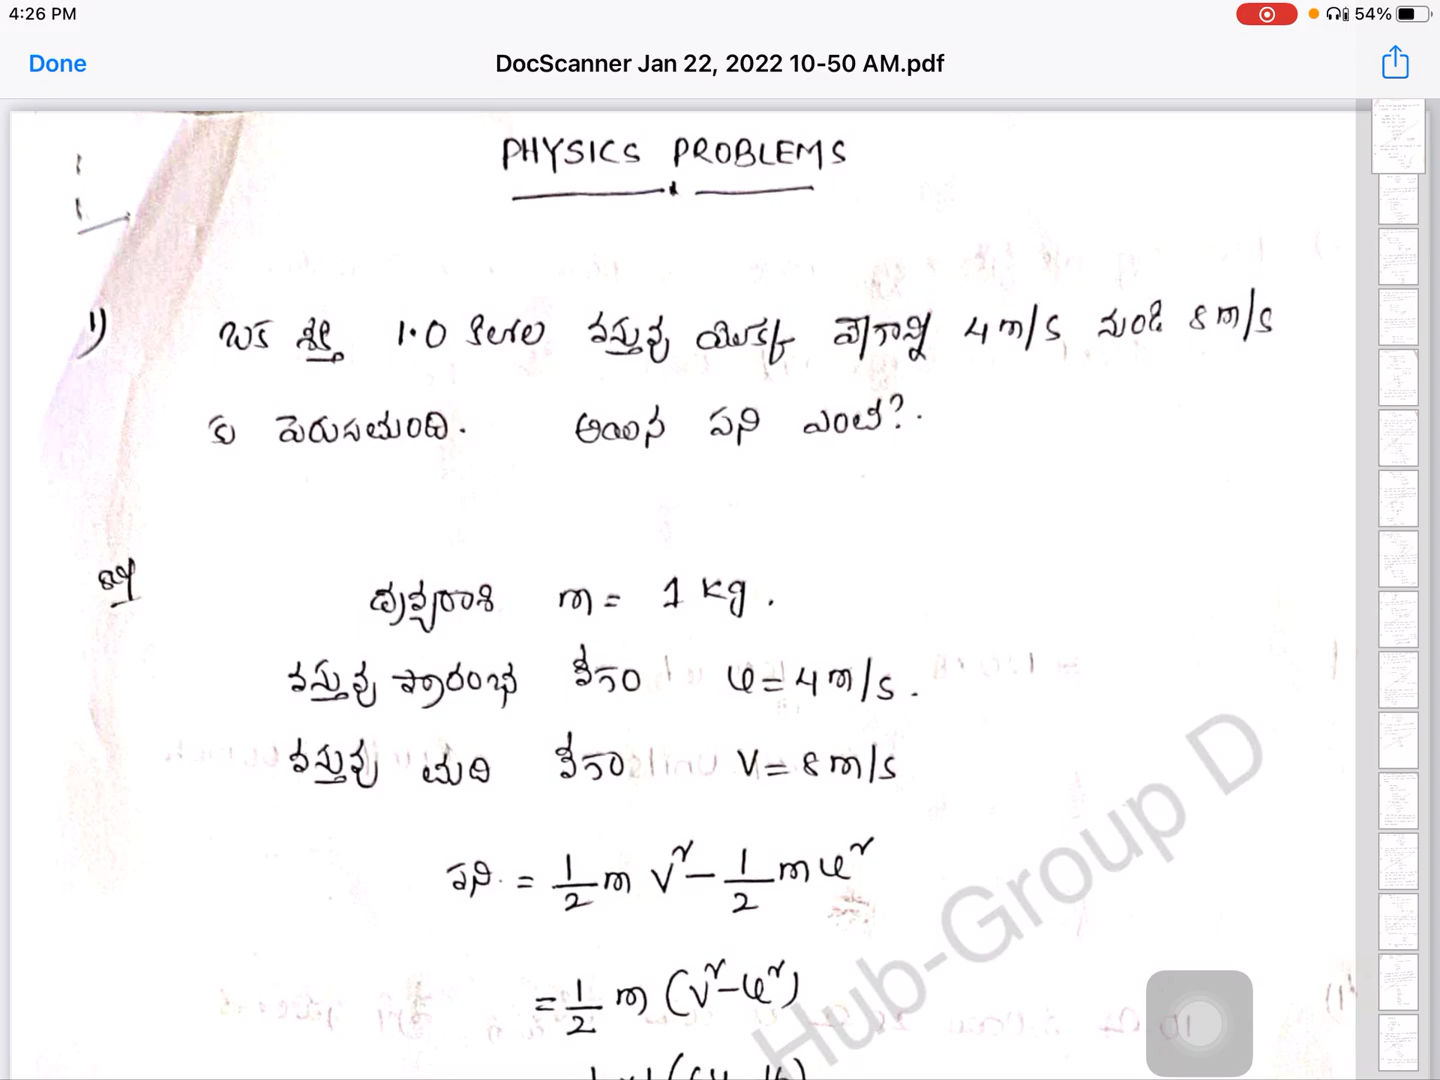 4:26 PM
54%
Done
DocScanner Jan 22, 2022 10-50 AM.pdf
PHYSICS PROBLEMS
1) ఒక శక్తి 1.0 కిలోల వస్తువు యొక్క వేగాన్ని 4 m/s నుండి 8 m/s
కు పెరుగుతుంది. అయిన పని ఎంత?.
ద్రవ్యరాశి m = 1 kg.
వస్తువు ప్రారంభ వేగం u = 4 m/s.
వస్తువు తుది వేగం V = 8 m/s
పని. = 1/2 m V² - 1/2 m u²
= 1/2 m (V² - u²)
Hub-Group D